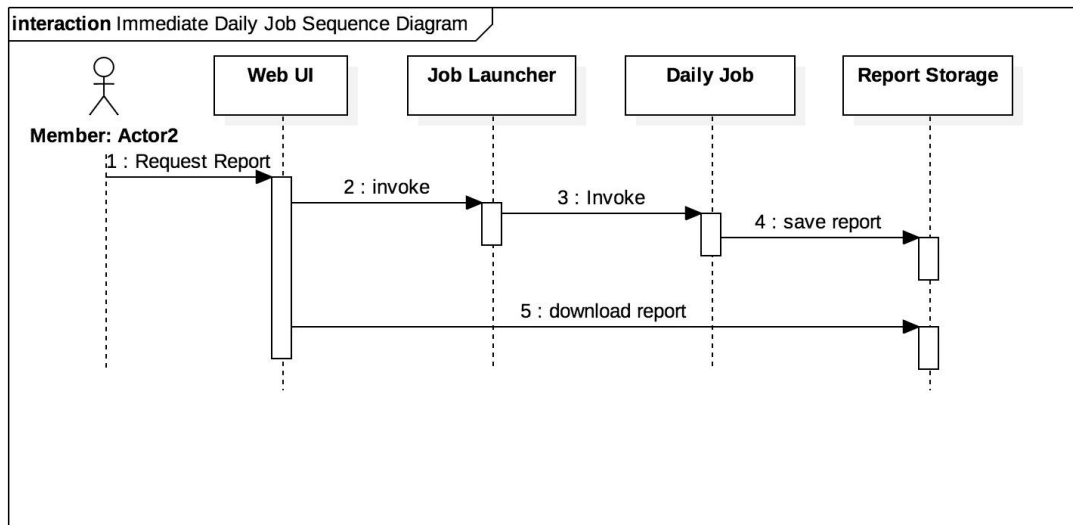 interaction Immediate Daily Job Sequence Diagram
Web UI
Job Launcher
Daily Job
Report Storage
Member: Actor2
1 : Request Report
2 : invoke
3 : Invoke
4 : save report
5 : download report